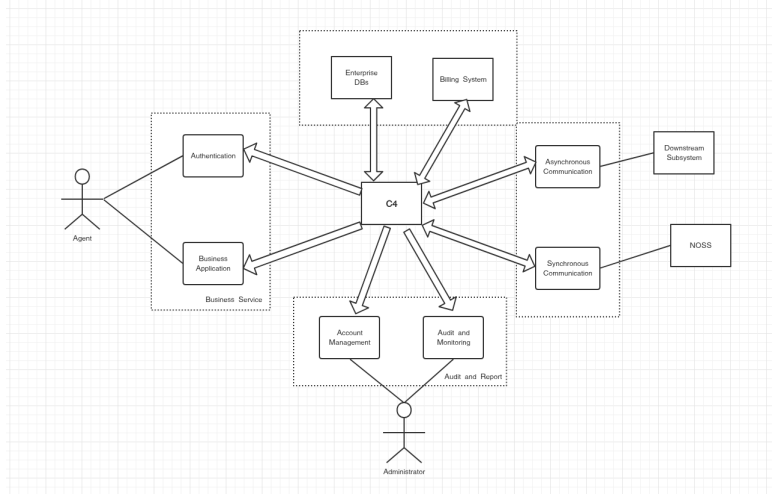 Enterprise
DBs
Billing System
Authentication
Asynchronous
Communication
Downstream
Subsystem
C4
Agent
Business
Application
Synchronous
Communication
NOSS
Business Service
Account
Management
Audit and
Monitoring
Audit and Report
Administrator